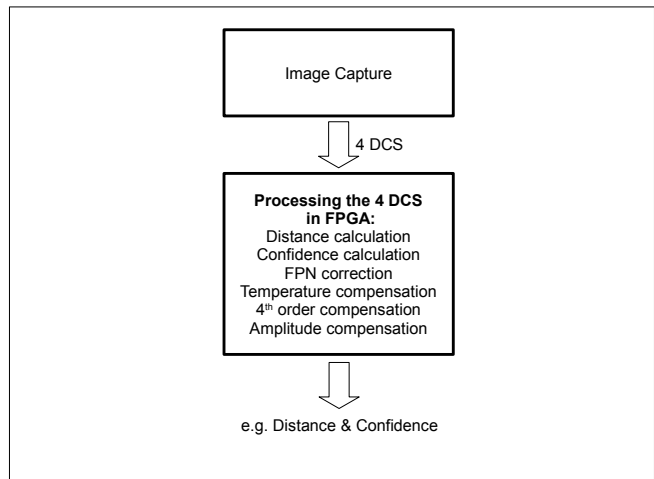 Image Capture
4 DCS
Processing the 4 DCS
in FPGA:
Distance calculation
Confidence calculation
FPN correction
Temperature compensation
4th order compensation
Amplitude compensation
e.g. Distance & Confidence